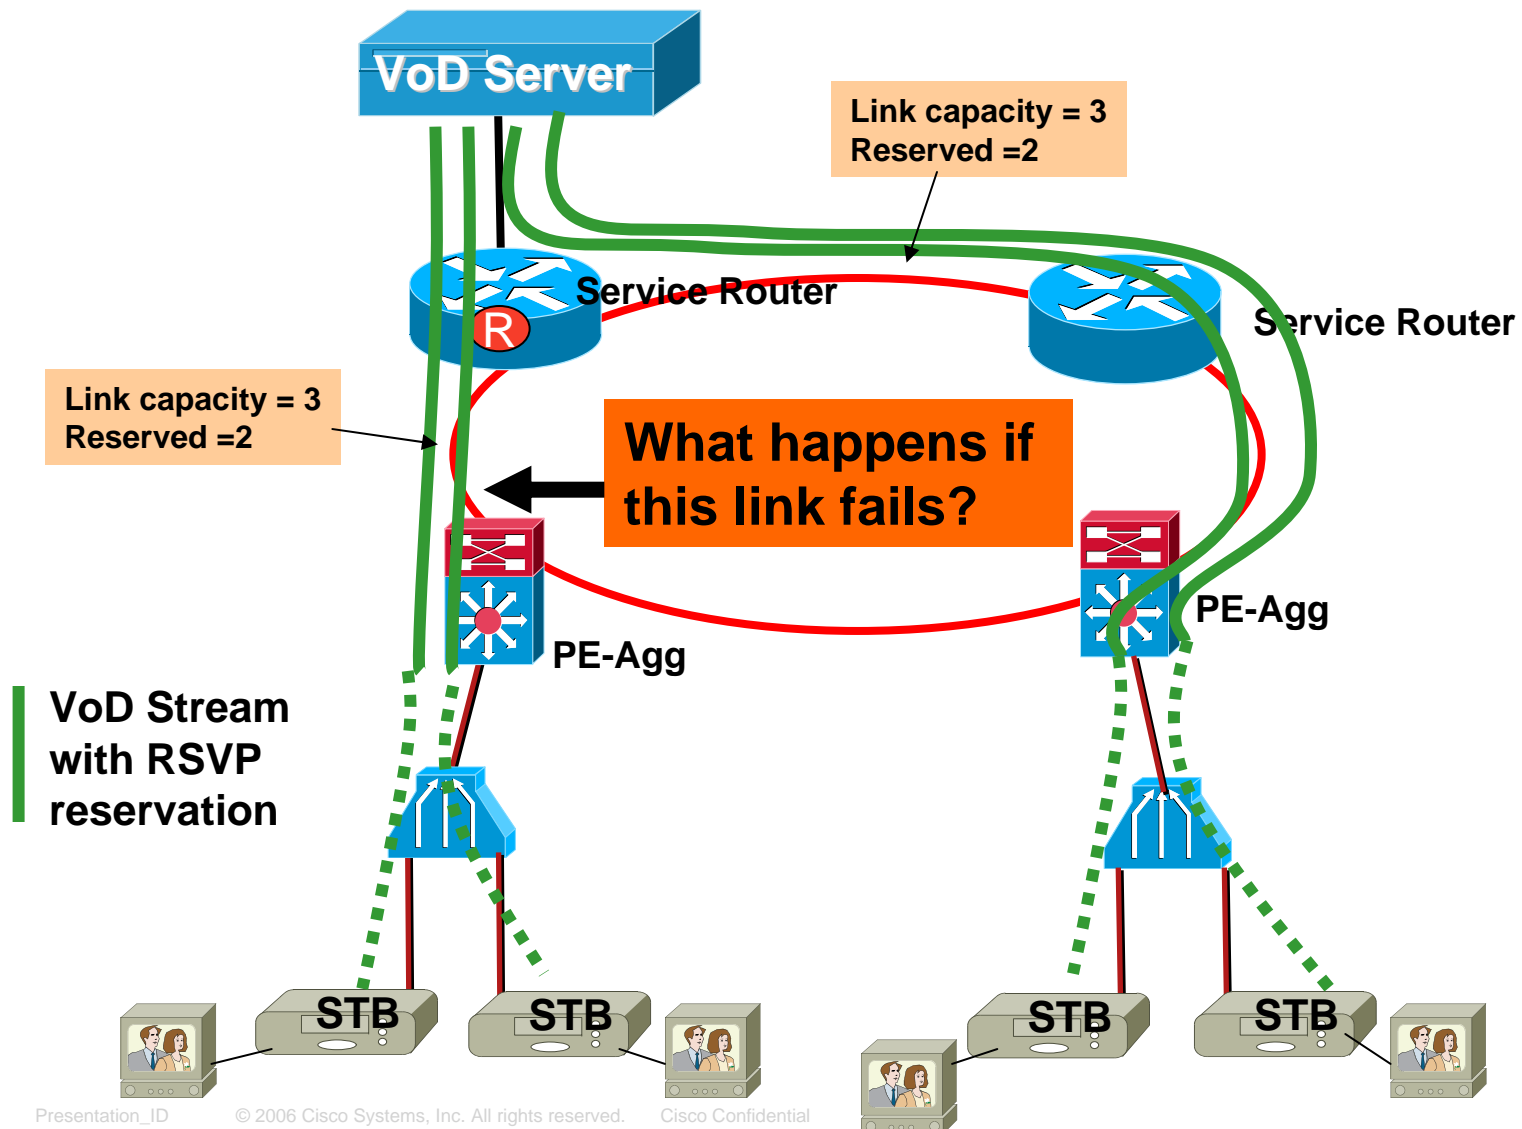 VoD Server
Link capacity = 3
Reserved =2
Service Router
Service Router
R
Link capacity = 3
Reserved =2
What happens if
this link fails?
PE-Agg
PE-Agg
VoD Stream
with RSVP
reservation
STB
STB
STB
STB
Presentation_ID
© 2006 Cisco Systems, Inc. All rights reserved.
Cisco Confidential